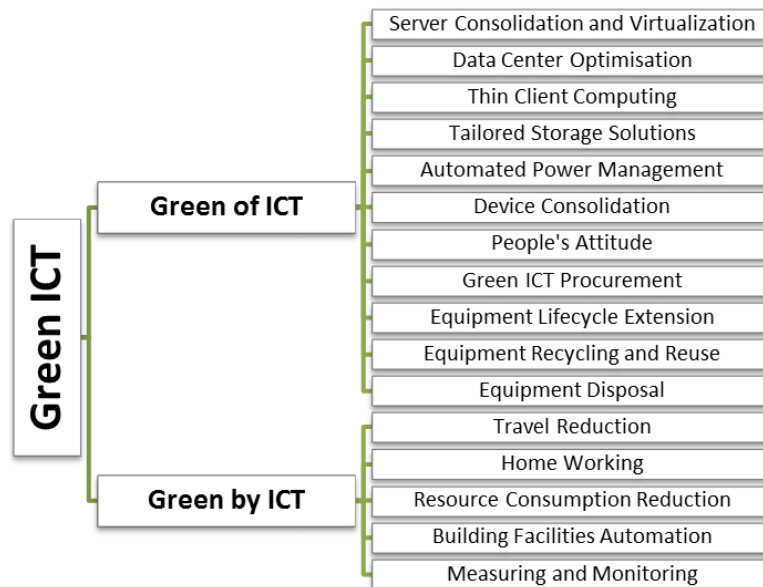 Green ICT
Green of ICT
Server Consolidation and Virtualization
Data Center Optimisation
Thin Client Computing
Tailored Storage Solutions
Automated Power Management
Device Consolidation
People's Attitude
Green ICT Procurement
Equipment Lifecycle Extension
Equipment Recycling and Reuse
Equipment Disposal
Green by ICT
Travel Reduction
Home Working
Resource Consumption Reduction
Building Facilities Automation
Measuring and Monitoring